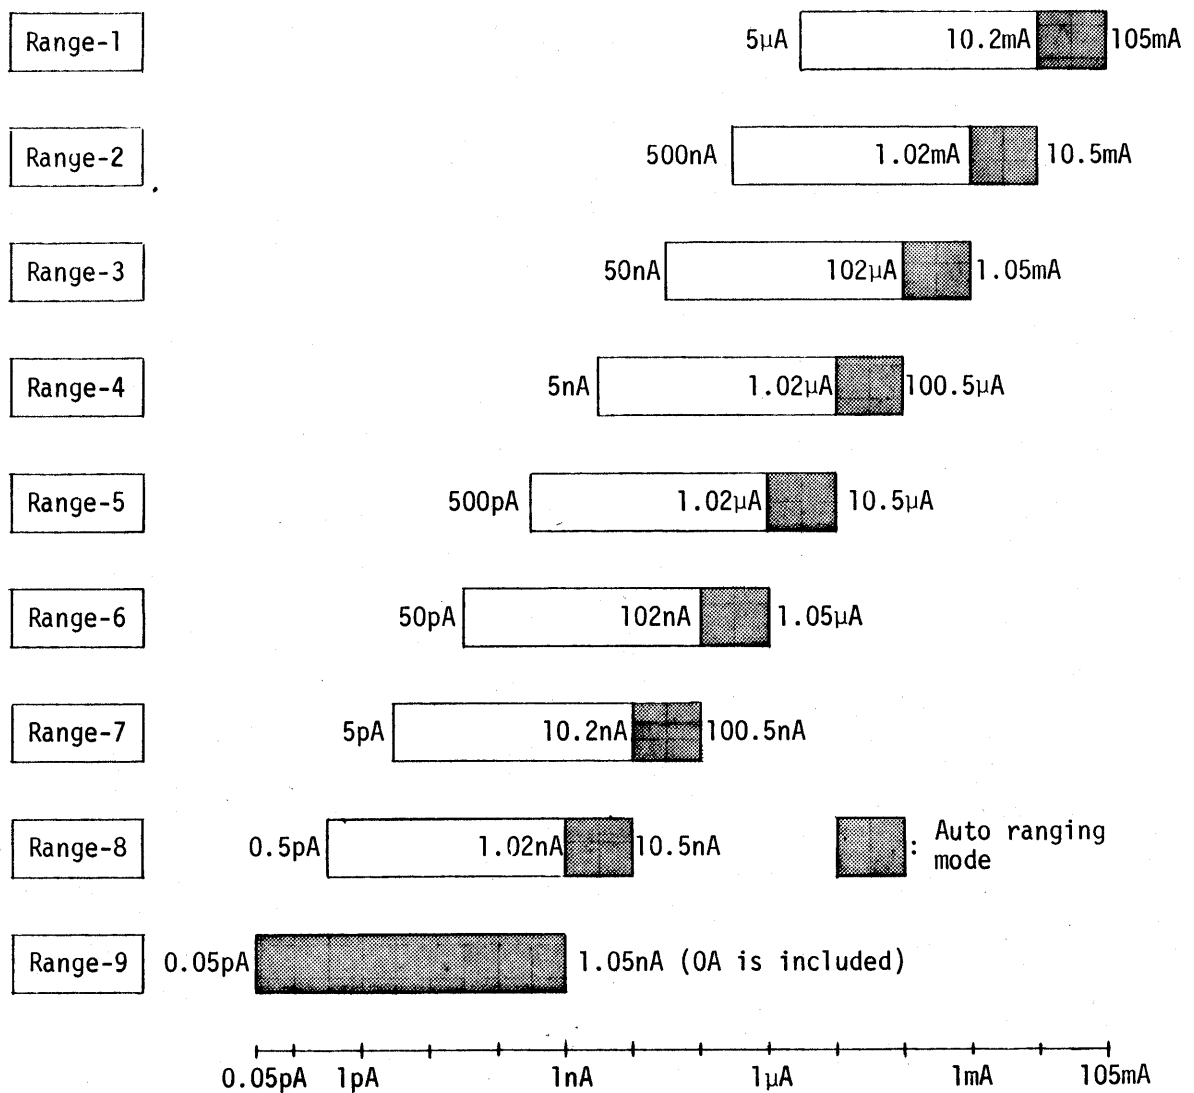 Range-1 5μA 10.2mA 105mA
Range-2 500nA 1.02mA 10.5mA
Range-3 50nA 102μA 1.05mA
Range-4 5nA 1.02μA 100.5μA
Range-5 500pA 1.02μA 10.5μA
Range-6 50pA 102nA 1.05μA
Range-7 5pA 10.2nA 100.5nA
Range-8 0.5pA 1.02nA 10.5nA : Auto ranging
mode
Range-9 0.05pA 1.05nA (0A is included)
0.05pA 1pA 1nA 1μA 1mA 105mA